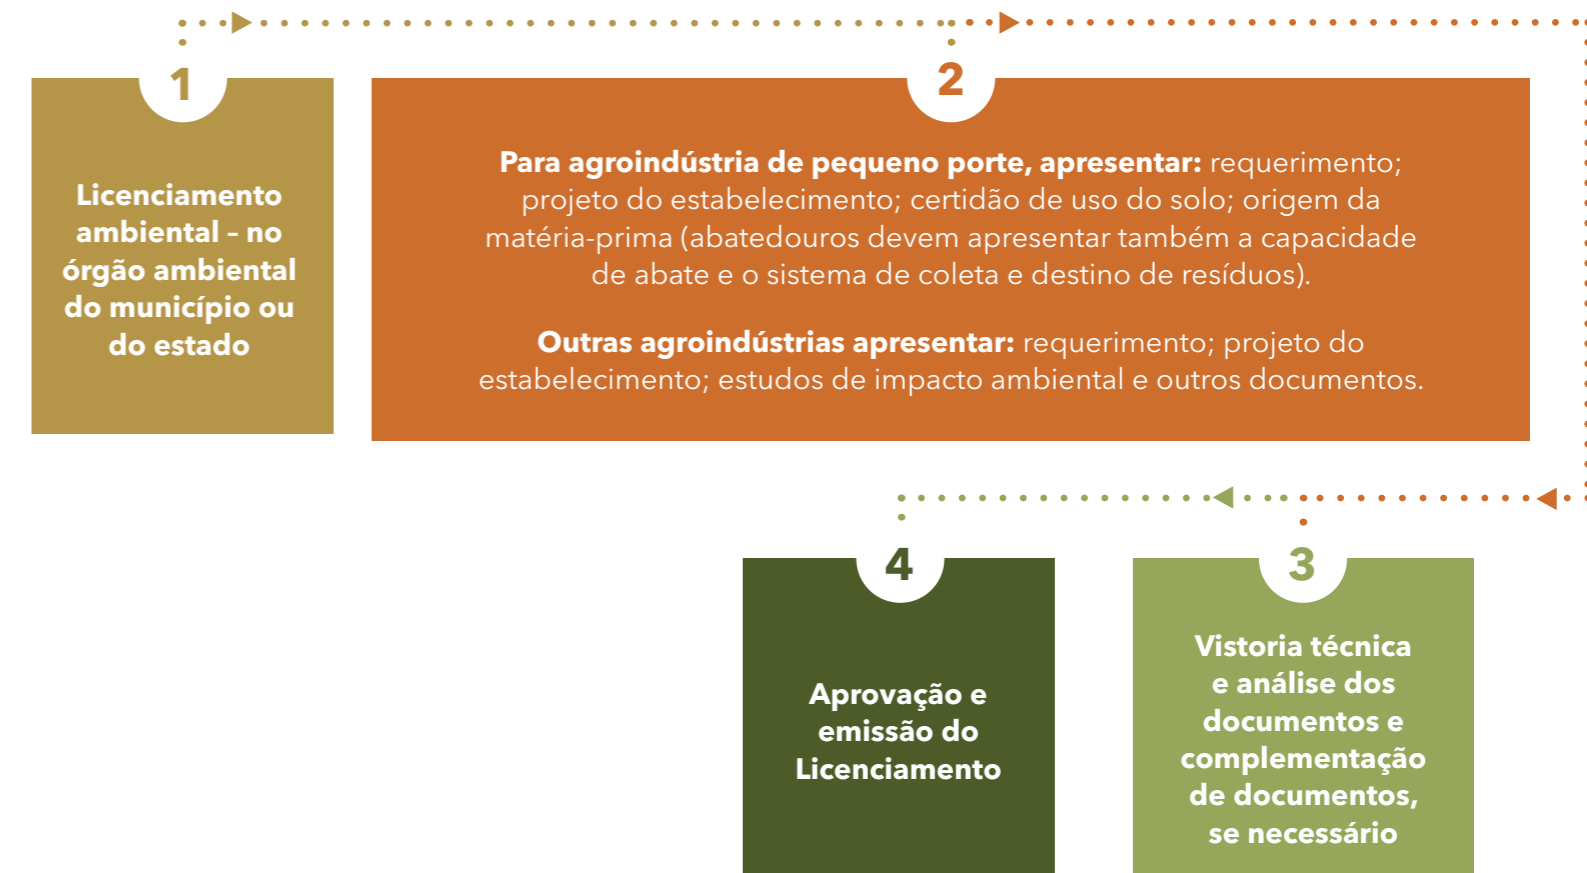 1
Licenciamento
ambiental – no
órgão ambiental
do município ou
do estado
2
Para agroindústria de pequeno porte, apresentar: requerimento;
projeto do estabelecimento; certidão de uso do solo; origem da
matéria-prima (abatedouros devem apresentar também a capacidade
de abate e o sistema de coleta e destino de resíduos).
Outras agroindústrias apresentar: requerimento; projeto do
estabelecimento; estudos de impacto ambiental e outros documentos.
3
Vistoria técnica
e análise dos
documentos e
complementação
de documentos,
se necessário
4
Aprovação e
emissão do
Licenciamento